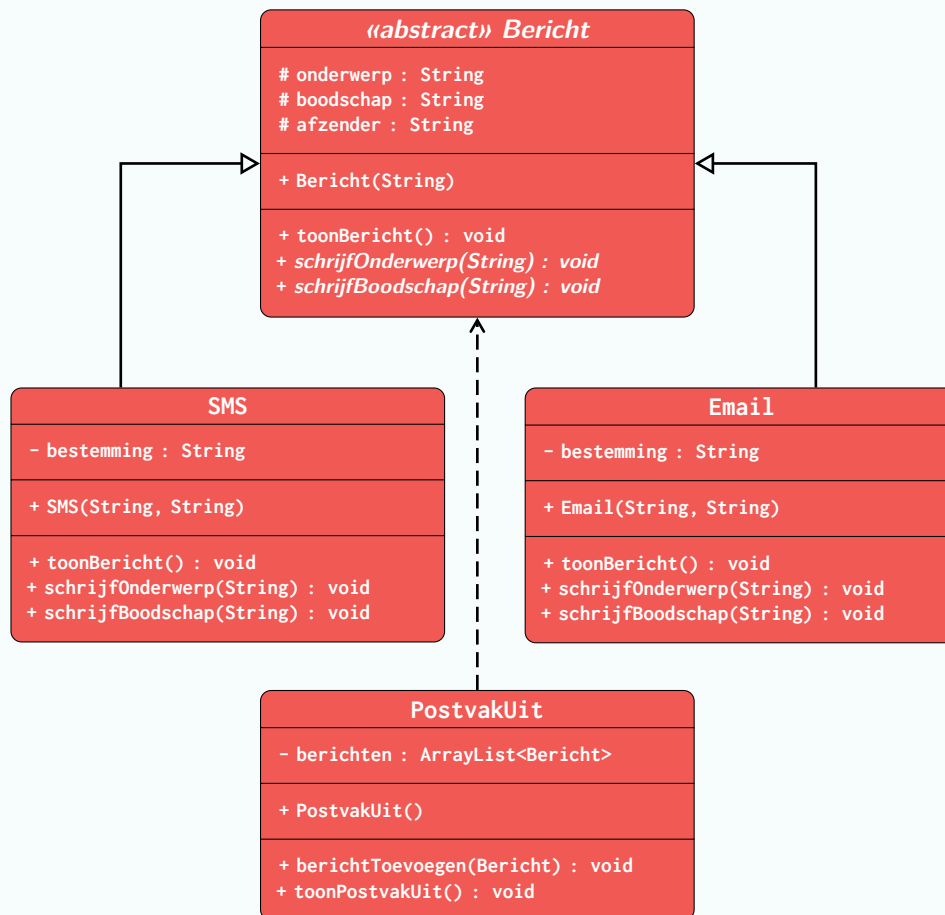 «abstract» Bericht
# onderwerp : String
# boodschap : String
# afzender : String
+ Bericht(String)
+ toonBericht() : void
+ schrijfOnderwerp(String) : void
+ schrijfBoodschap(String) : void
SMS
- bestemming : String
+ SMS(String, String)
+ toonBericht() : void
+ schrijfOnderwerp(String) : void
+ schrijfBoodschap(String) : void
Email
- bestemming : String
+ Email(String, String)
+ toonBericht() : void
+ schrijfOnderwerp(String) : void
+ schrijfBoodschap(String) : void
PostvakUit
- berichten : ArrayList<Bericht>
+ PostvakUit()
+ berichtToevoegen(Bericht) : void
+ toonPostvakUit() : void